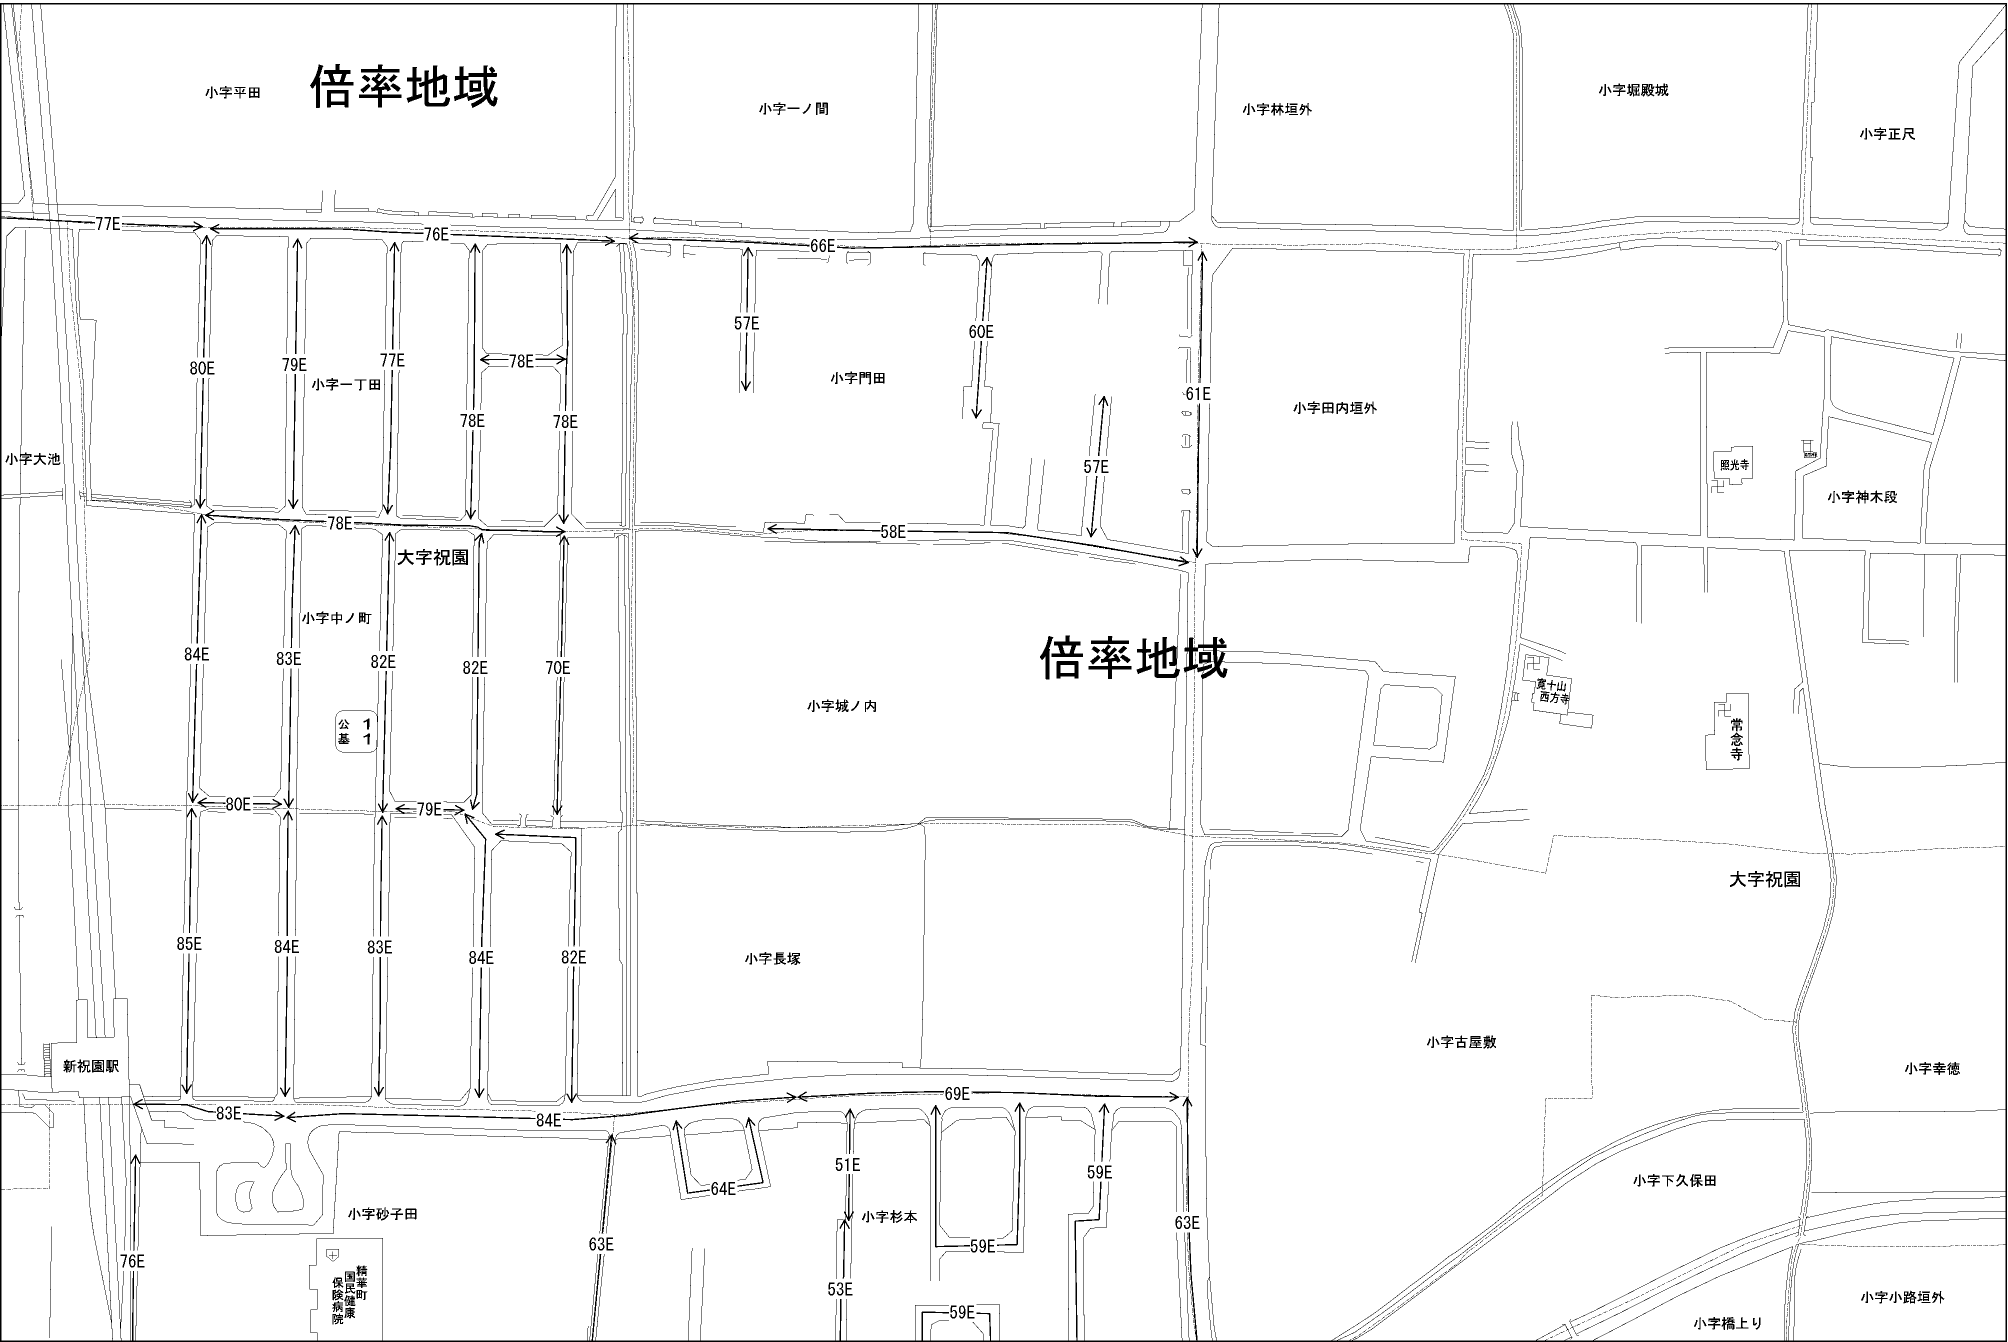 倍率地域
小字平田
小字一ノ間
小字林垣外
小字堀殿城
小字正尺
77E
76E
66E
57E
60E
80E
79E
77E
78E
小字一丁田
小字門田
61E
小字田内垣外
78E
78E
小字大池
57E
照光寺
小字神木段
78E
58E
大字祝園
小字中ノ町
84E
83E
82E
82E
70E
倍率地域
寛十山
西方寺
小字城ノ内
公 1
基 1
常念寺
80E
79E
大字祝園
85E
84E
83E
84E
82E
小字長塚
小字古屋敷
新祝園駅
小字幸徳
83E
84E
69E
51E
59E
64E
小字下久保田
小字砂子田
小字杉本
63E
63E
59E
76E
精華町
国民健康
保険病院
53E
59E
小字小路垣外
小字橋上り